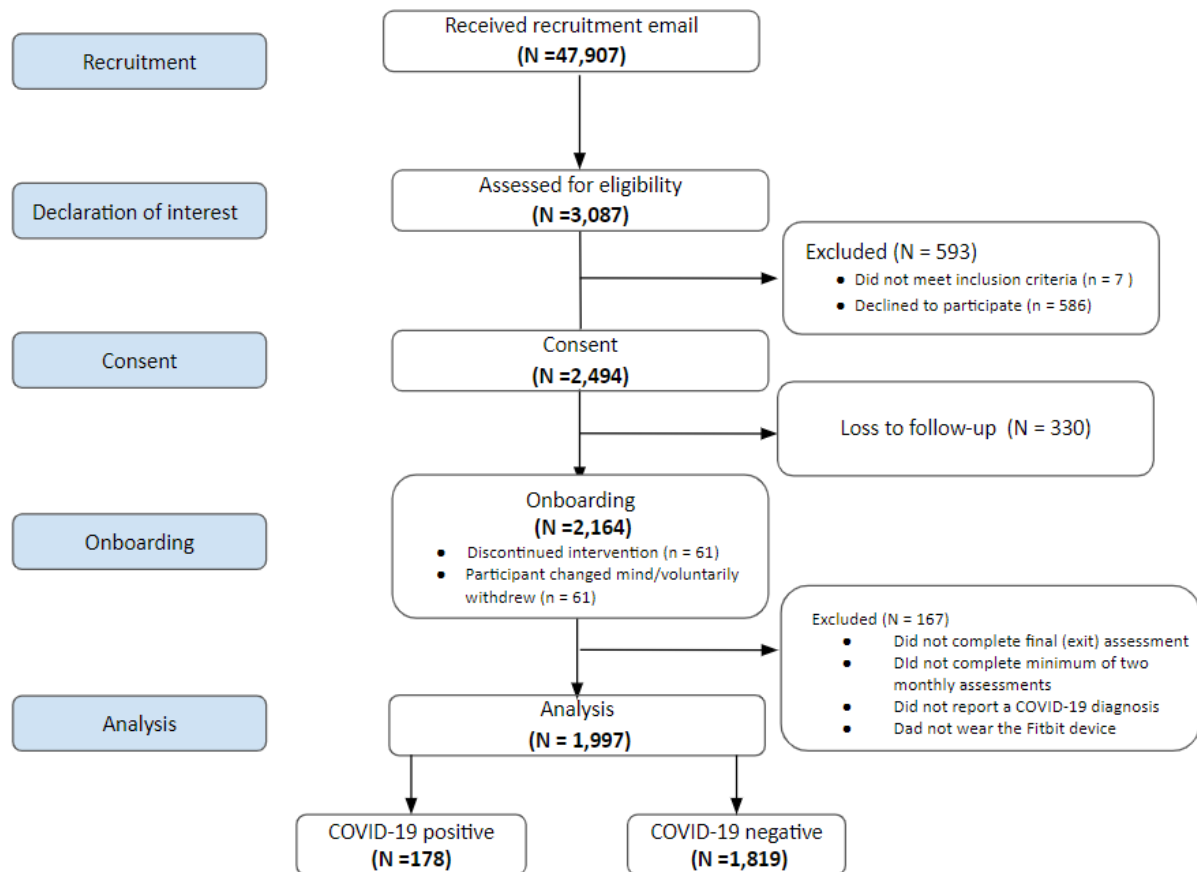 Received recruitment email
(N =47,907)
Recruitment
Assessed for eligibility
(N =3,087)
Declaration of interest
Excluded (N = 593)
● Did not meet inclusion criteria (n = 7 )
● Declined to participate (n = 586)
Consent
(N =2,494)
Consent
Loss to follow-up (N = 330)
Onboarding
(N =2,164)
● Discontinued intervention (n = 61)
● Participant changed mind/voluntarily
withdrew (n = 61)
Onboarding
Excluded (N = 167)
● Did not complete final (exit) assessment
● DId not complete minimum of two
monthly assessments
● Did not report a COVID-19 diagnosis
● Dad not wear the Fitbit device
Analysis
Analysis
(N = 1,997)
COVID-19 positive
(N =178)
COVID-19 negative
(N =1,819)